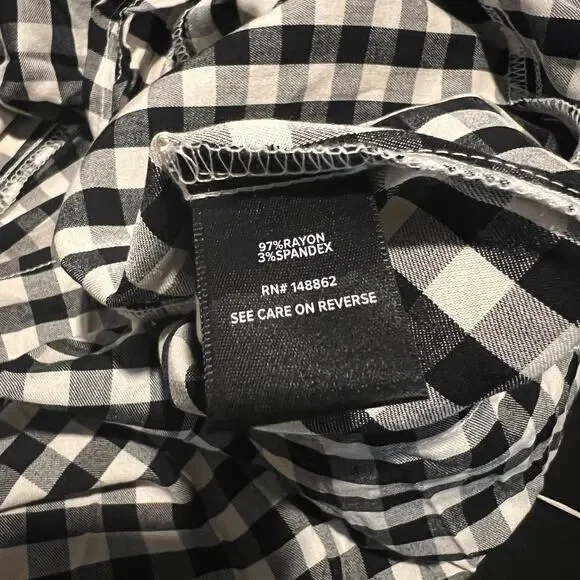 97%RAYON
3%SPANDEX
RN# 148862
SEE CARE ON REVERSE